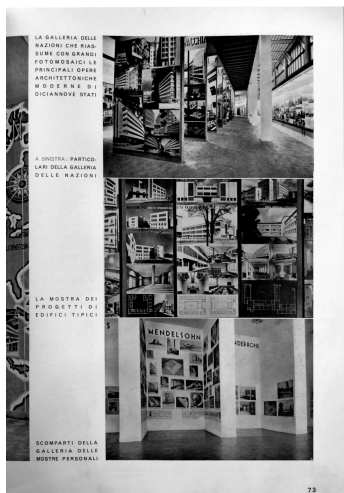 LA GALLERIA DELLE
NAZIONI CHE RIAS-
SUME CON GRANDI
FOTOMOSAICI LE
PRINCIPALI OPERE
ARCHITETTONICHE
MODERNE DI
DICIANNOVE STATI
A SINISTRA: PARTICO-
LARI DELLA GALLERIA
DELLE NAZIONI
LA MOSTRA DEI
PROGETTI DI
EDIFICI TIPICI
MENDELSOHN
DERROHE
SCOMPARTI DELLA
GALLERIA DELLE
MOSTRE PERSONALI
73